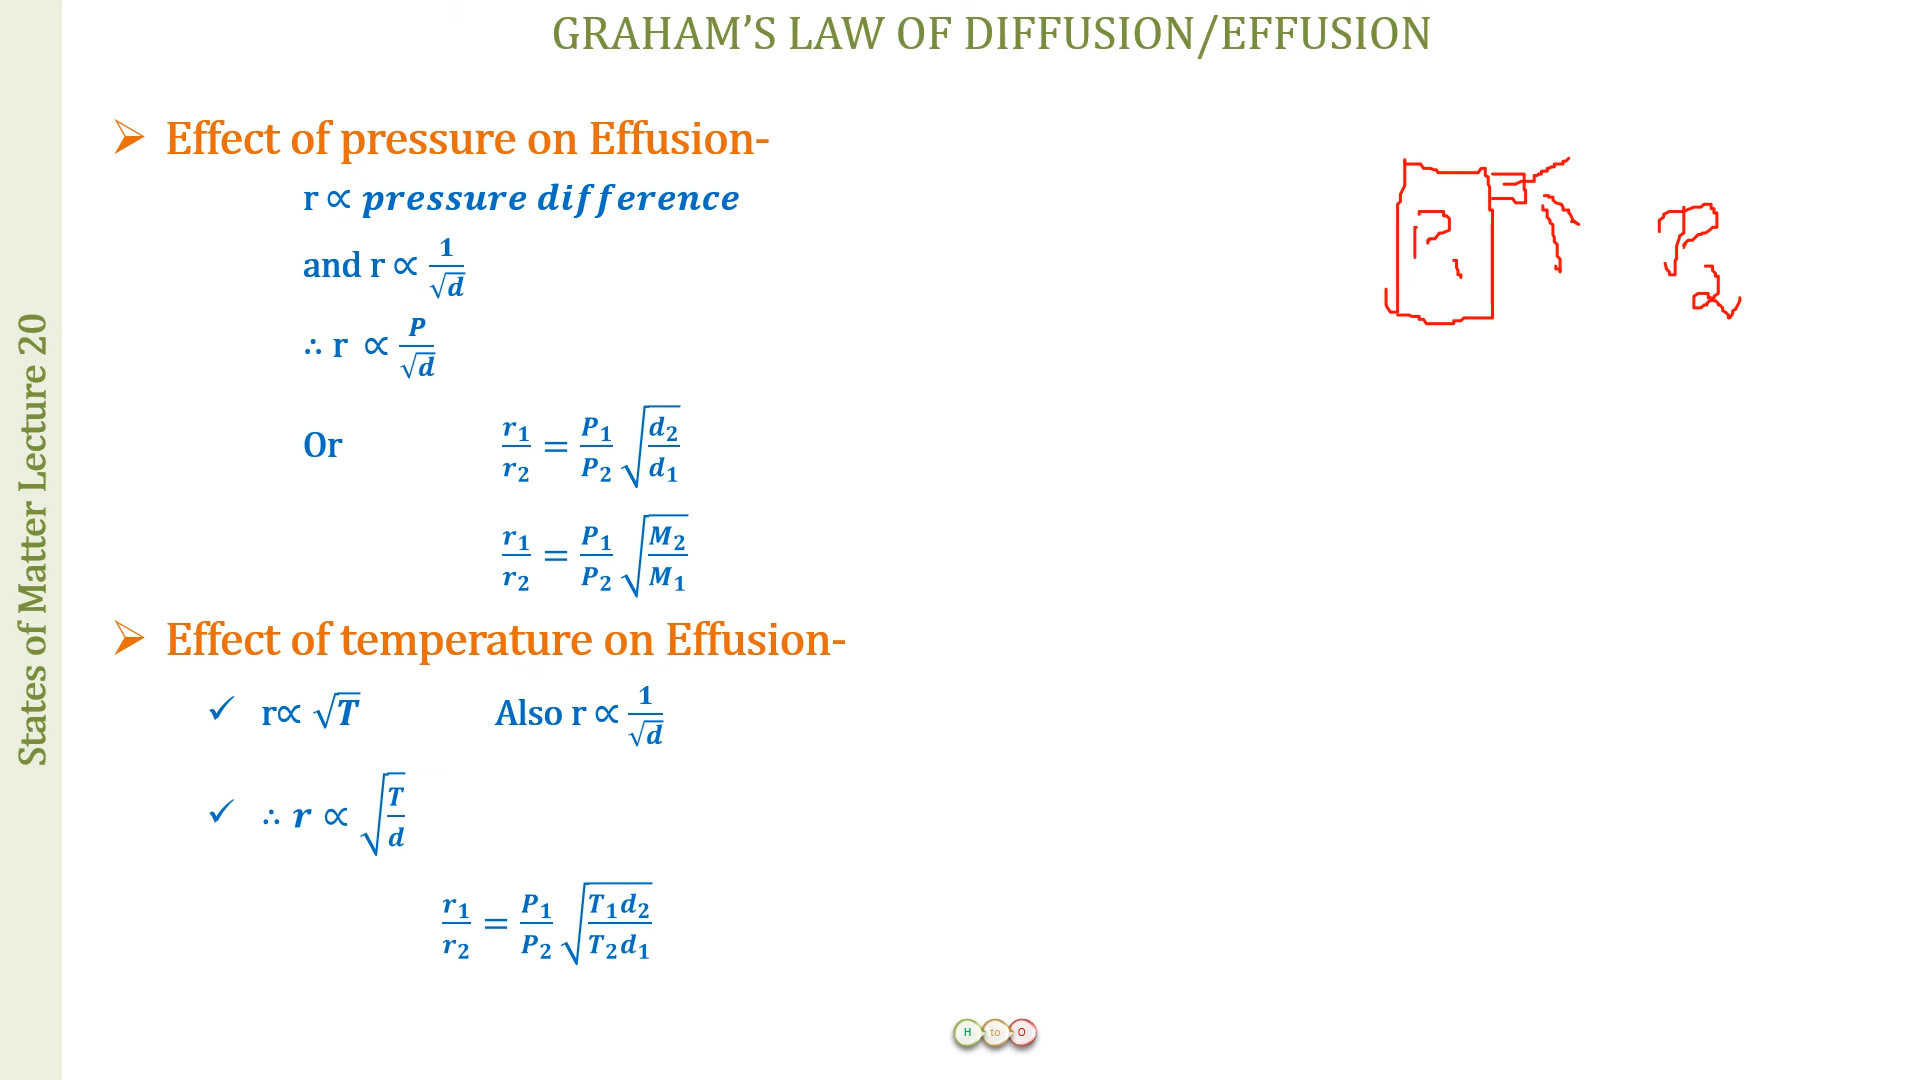 GRAHAM’S LAW OF DIFFUSION/EFFUSION
States of Matter Lecture 20
➢ Effect of pressure on Effusion-
r ∝ pressure difference
and r ∝ 1/√d
∴ r ∝ P/√d
Or r₁/r₂ = P₁/P₂ √(d₂/d₁)
r₁/r₂ = P₁/P₂ √(M₂/M₁)
➢ Effect of temperature on Effusion-
✓ r∝ √T Also r ∝ 1/√d
✓ ∴ r ∝ √(T/d)
r₁/r₂ = P₁/P₂ √(T₁d₂/T₂d₁)
P₁
P₂
H to O